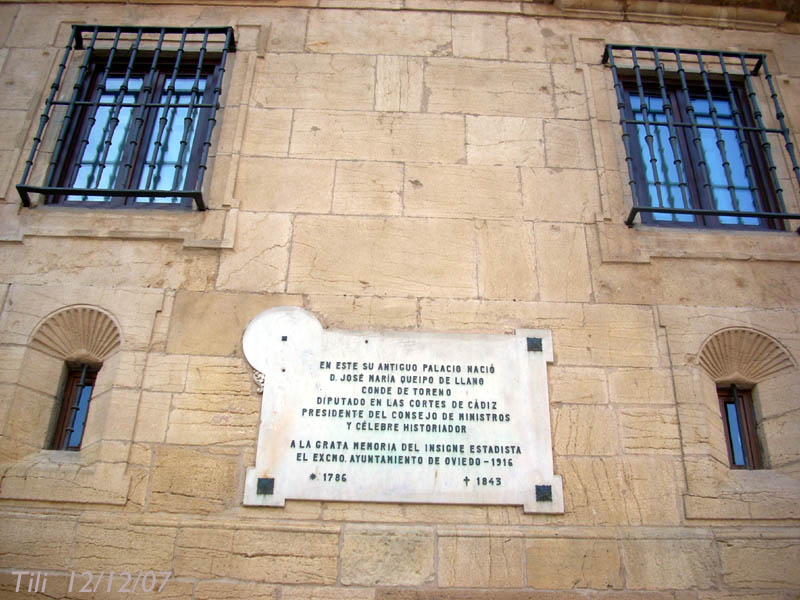 EN ESTE SU ANTIGUO PALACIO NACIÓ
D. JOSÉ MARÍA QUEIPO DE LLANO
CONDE DE TORENO
DIPUTADO EN LAS CORTES DE CÁDIZ
PRESIDENTE DEL CONSEJO DE MINISTROS
Y CÉLEBRE HISTORIADOR
A LA GRATA MEMORIA DEL INSIGNE ESTADISTA
EL EXCMO. AYUNTAMIENTO DE OVIEDO - 1916
* 1786 ✝ 1843
Tili 12/12/07